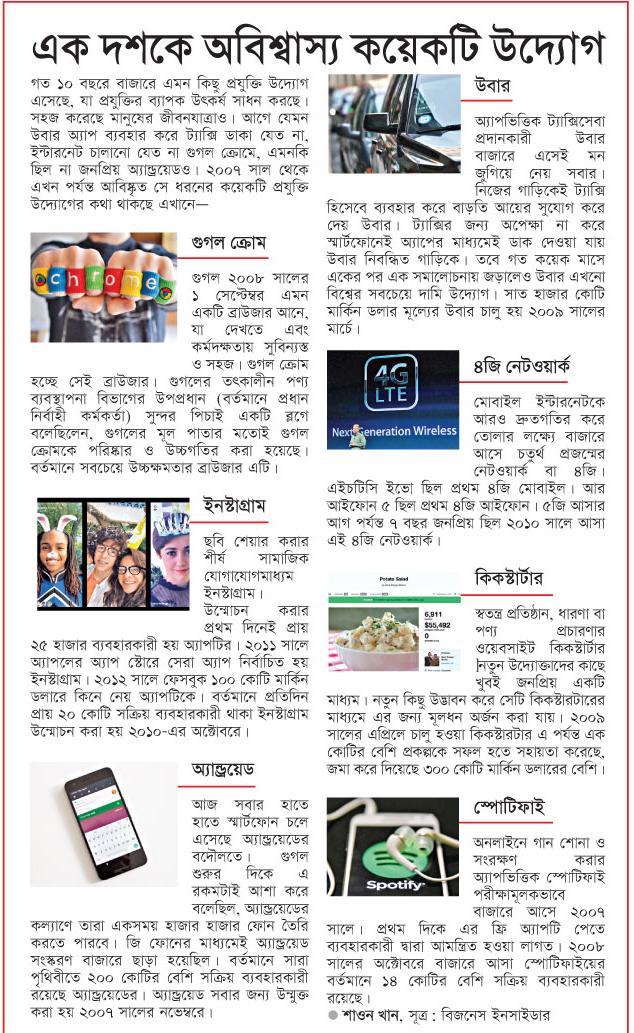 এক দশকে অবিশ্বাস্য কয়েকটি উদ্যোগ
গত ১০ বছরে বাজারে এমন কিছু প্রযুক্তি উদ্যোগ
এসেছে, যা প্রযুক্তির ব্যাপক উৎকর্ষ সাধন করছে।
সহজ করেছে মানুষের জীবনযাত্রাও। আগে যেমন
উবার অ্যাপ ব্যবহার করে ট্যাক্সি ডাকা যেত না,
ইন্টারনেট চালানো যেত না গুগল ক্রোমে, এমনকি
ছিল না জনপ্রিয় অ্যান্ড্রয়েডও। ২০০৭ সাল থেকে
এখন পর্যন্ত আবিষ্কৃত সে ধরনের কয়েকটি প্রযুক্তি
উদ্যোগের কথা থাকছে এখানে—
chrome
গুগল ক্রোম
গুগল ২০০৮ সালের
১ সেপ্টেম্বর এমন
একটি ব্রাউজার আনে,
যা দেখতে এবং
কর্মদক্ষতায় সুবিন্যস্ত
ও সহজ। গুগল ক্রোম
হচ্ছে সেই ব্রাউজার। গুগলের তৎকালীন পণ্য
ব্যবস্থাপনা বিভাগের উপপ্রধান (বর্তমানে প্রধান
নির্বাহী কর্মকর্তা) সুন্দর পিচাই একটি ব্লগে
বলেছিলেন, গুগলের মূল পাতার মতোই গুগল
ক্রোমকে পরিষ্কার ও উচ্চগতির করা হয়েছে।
বর্তমানে সবচেয়ে উচ্চক্ষমতার ব্রাউজার এটি।
ইনস্টাগ্রাম
ছবি শেয়ার করার
শীর্ষ সামাজিক
যোগাযোগমাধ্যম
ইনস্টাগ্রাম।
উন্মোচন করার
প্রথম দিনেই প্রায়
২৫ হাজার ব্যবহারকারী হয় অ্যাপটির। ২০১১ সালে
অ্যাপলের অ্যাপ স্টোরে সেরা অ্যাপ নির্বাচিত হয়
ইনস্টাগ্রাম। ২০১২ সালে ফেসবুক ১০০ কোটি মার্কিন
ডলারে কিনে নেয় অ্যাপটিকে। বর্তমানে প্রতিদিন
প্রায় ২০ কোটি সক্রিয় ব্যবহারকারী থাকা ইনস্টাগ্রাম
উন্মোচন করা হয় ২০১০-এর অক্টোবরে।
অ্যান্ড্রয়েড
আজ সবার হাতে
হাতে স্মার্টফোন চলে
এসেছে অ্যান্ড্রয়েডের
বদৌলতে। গুগল
শুরুর দিকে এ
রকমটাই আশা করে
বলেছিল, অ্যান্ড্রয়েডের
কল্যাণে তারা একসময় হাজার হাজার ফোন তৈরি
করতে পারবে। জি ফোনের মাধ্যমেই অ্যান্ড্রয়েড
সংস্করণ বাজারে ছাড়া হয়েছিল। বর্তমানে সারা
পৃথিবীতে ২০০ কোটির বেশি সক্রিয় ব্যবহারকারী
রয়েছে অ্যান্ড্রয়েডের। অ্যান্ড্রয়েড সবার জন্য উন্মুক্ত
করা হয় ২০০৭ সালের নভেম্বরে।
উবার
অ্যাপভিত্তিক ট্যাক্সিসেবা
প্রদানকারী উবার
বাজারে এসেই মন
জুগিয়ে নেয় সবার।
নিজের গাড়িকেই ট্যাক্সি
হিসেবে ব্যবহার করে বাড়তি আয়ের সুযোগ করে
দেয় উবার। ট্যাক্সির জন্য অপেক্ষা না করে
স্মার্টফোনেই অ্যাপের মাধ্যমেই ডাক দেওয়া যায়
উবার নিবন্ধিত গাড়িকে। তবে গত কয়েক মাসে
একের পর এক সমালোচনায় জড়ালেও উবার এখনো
বিশ্বের সবচেয়ে দামি উদ্যোগ। সাত হাজার কোটি
মার্কিন ডলার মূল্যের উবার চালু হয় ২০০৯ সালের
মার্চে।
4G
LTE
Next Generation Wireless
৪জি নেটওয়ার্ক
মোবাইল ইন্টারনেটকে
আরও দ্রুতগতির করে
তোলার লক্ষ্যে বাজারে
আসে চতুর্থ প্রজন্মের
নেটওয়ার্ক বা ৪জি।
এইচটিসি ইভো ছিল প্রথম ৪জি মোবাইল। আর
আইফোন ৫ ছিল প্রথম ৪জি আইফোন। ৫জি আসার
আগ পর্যন্ত ৭ বছর জনপ্রিয় ছিল ২০১০ সালে আসা
এই ৪জি নেটওয়ার্ক।
Potato Salad
6,911
$55,492
0
কিকস্টার্টার
স্বতন্ত্র প্রতিষ্ঠান, ধারণা বা
পণ্য প্রচারণার
ওয়েবসাইট কিকস্টার্টার
নতুন উদ্যোক্তাদের কাছে
খুবই জনপ্রিয় একটি
মাধ্যম। নতুন কিছু উদ্ভাবন করে সেটি কিকস্টারটারের
মাধ্যমে এর জন্য মূলধন অর্জন করা যায়। ২০০৯
সালের এপ্রিলে চালু হওয়া কিকস্টারটার এ পর্যন্ত এক
কোটির বেশি প্রকল্পকে সফল হতে সহায়তা করেছে,
জমা করে দিয়েছে ৩০০ কোটি মার্কিন ডলারের বেশি।
Spotify
স্পোটিফাই
অনলাইনে গান শোনা ও
সংরক্ষণ করার
অ্যাপভিত্তিক স্পোটিফাই
পরীক্ষামূলকভাবে
বাজারে আসে ২০০৭
সালে। প্রথম দিকে এর ফ্রি অ্যাপটি পেতে
ব্যবহারকারী দ্বারা আমন্ত্রিত হওয়া লাগত। ২০০৮
সালের অক্টোবরে বাজারে আসা স্পোটিফাইয়ের
বর্তমানে ১৪ কোটির বেশি সক্রিয় ব্যবহারকারী
রয়েছে।
● শাওন খান, সূত্র : বিজনেস ইনসাইডার